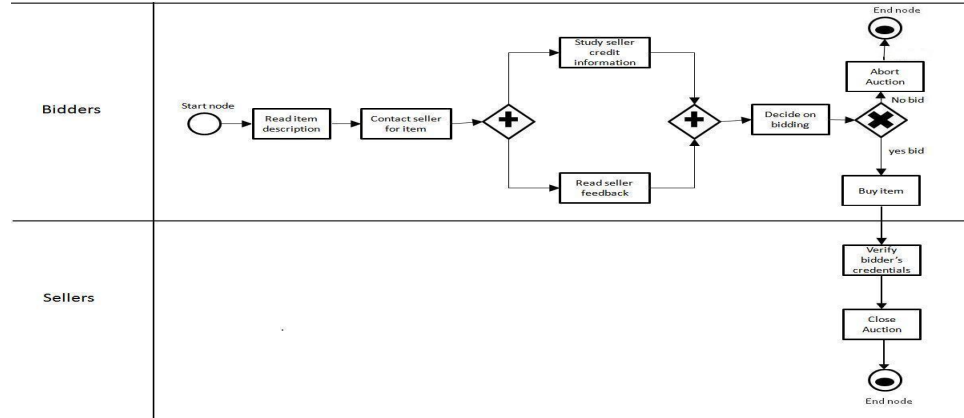 End node
Study seller
credit
information
Abort
Auction
Bidders
Start node
No bid
Read item
description
Contact seller
for item
Decide on
bidding
yes bid
Read seller
feedback
Buy item
Verify
bidder's
credentials
Sellers
Close
Auction
End node